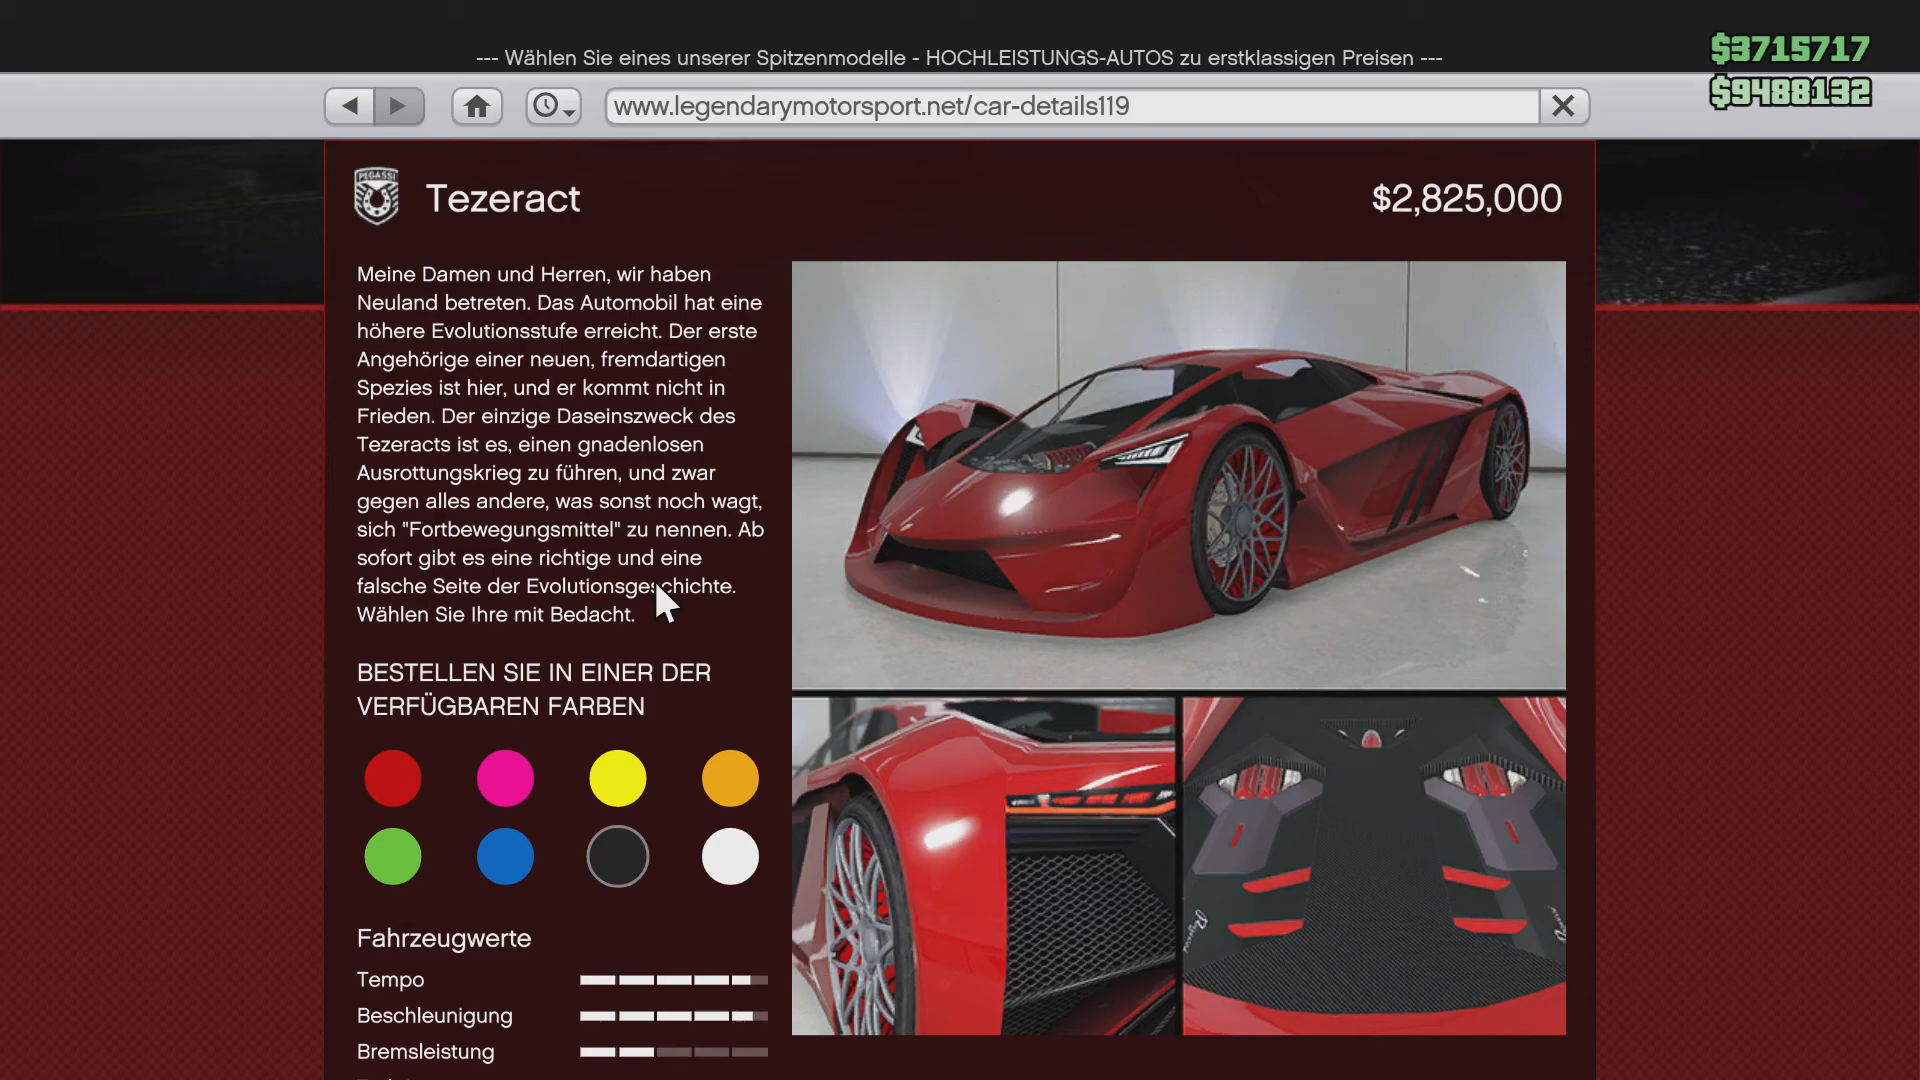 --- Wählen Sie eines unserer Spitzenmodelle - HOCHLEISTUNGS-AUTOS zu erstklassigen Preisen ---
$3715717
$9488132
www.legendarymotorsport.net/car-details119
PEGASSI
Tezeract
$2,825,000
Meine Damen und Herren, wir haben
Neuland betreten. Das Automobil hat eine
höhere Evolutionsstufe erreicht. Der erste
Angehörige einer neuen, fremdartigen
Spezies ist hier, und er kommt nicht in
Frieden. Der einzige Daseinszweck des
Tezeracts ist es, einen gnadenlosen
Ausrottungskrieg zu führen, und zwar
gegen alles andere, was sonst noch wagt,
sich "Fortbewegungsmittel" zu nennen. Ab
sofort gibt es eine richtige und eine
falsche Seite der Evolutionsgeschichte.
Wählen Sie Ihre mit Bedacht.
BESTELLEN SIE IN EINER DER
VERFÜGBAREN FARBEN
Fahrzeugwerte
Tempo
Beschleunigung
Bremsleistung